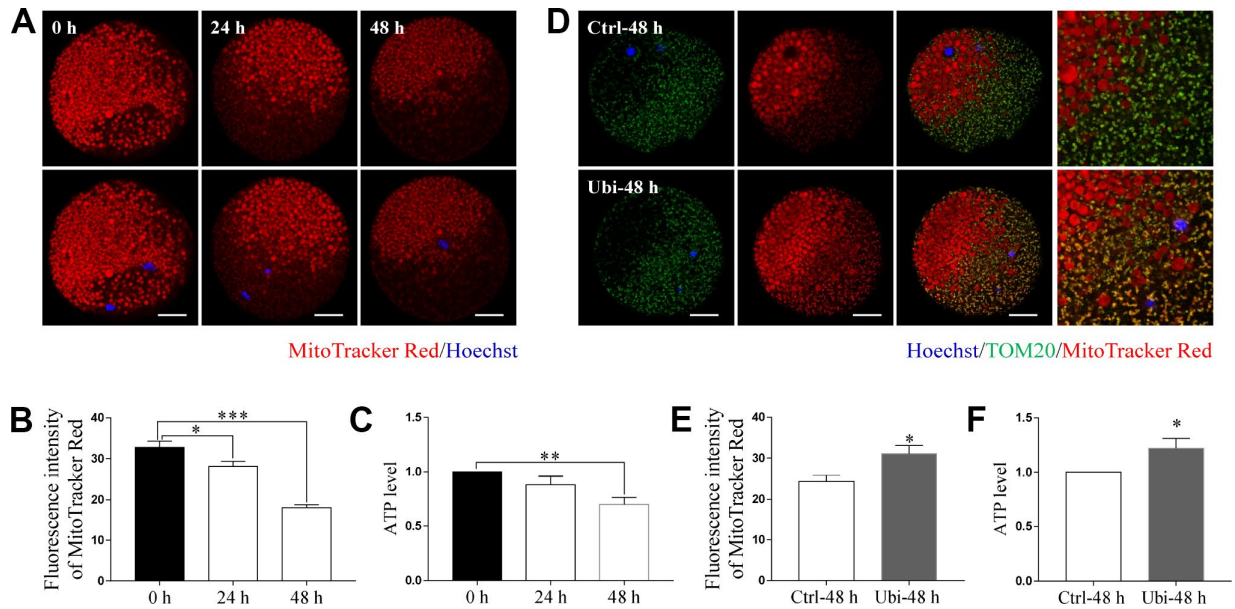 A
0 h
24 h
48 h
MitoTracker Red/Hoechst
D
Ctrl-48 h
Ubi-48 h
Hoechst/TOM20/MitoTracker Red
B
Fluorescence intensity
of MitoTracker Red
40
30
20
10
0
***
*
0 h
24 h
48 h
C
ATP level
1.5
1.0
0.5
0.0
**
0 h
24 h
48 h
E
Fluorescence intensity
of MitoTracker Red
40
30
20
10
0
*
Ctrl-48 h
Ubi-48 h
F
ATP level
1.5
1.0
0.5
0.0
*
Ctrl-48 h
Ubi-48 h